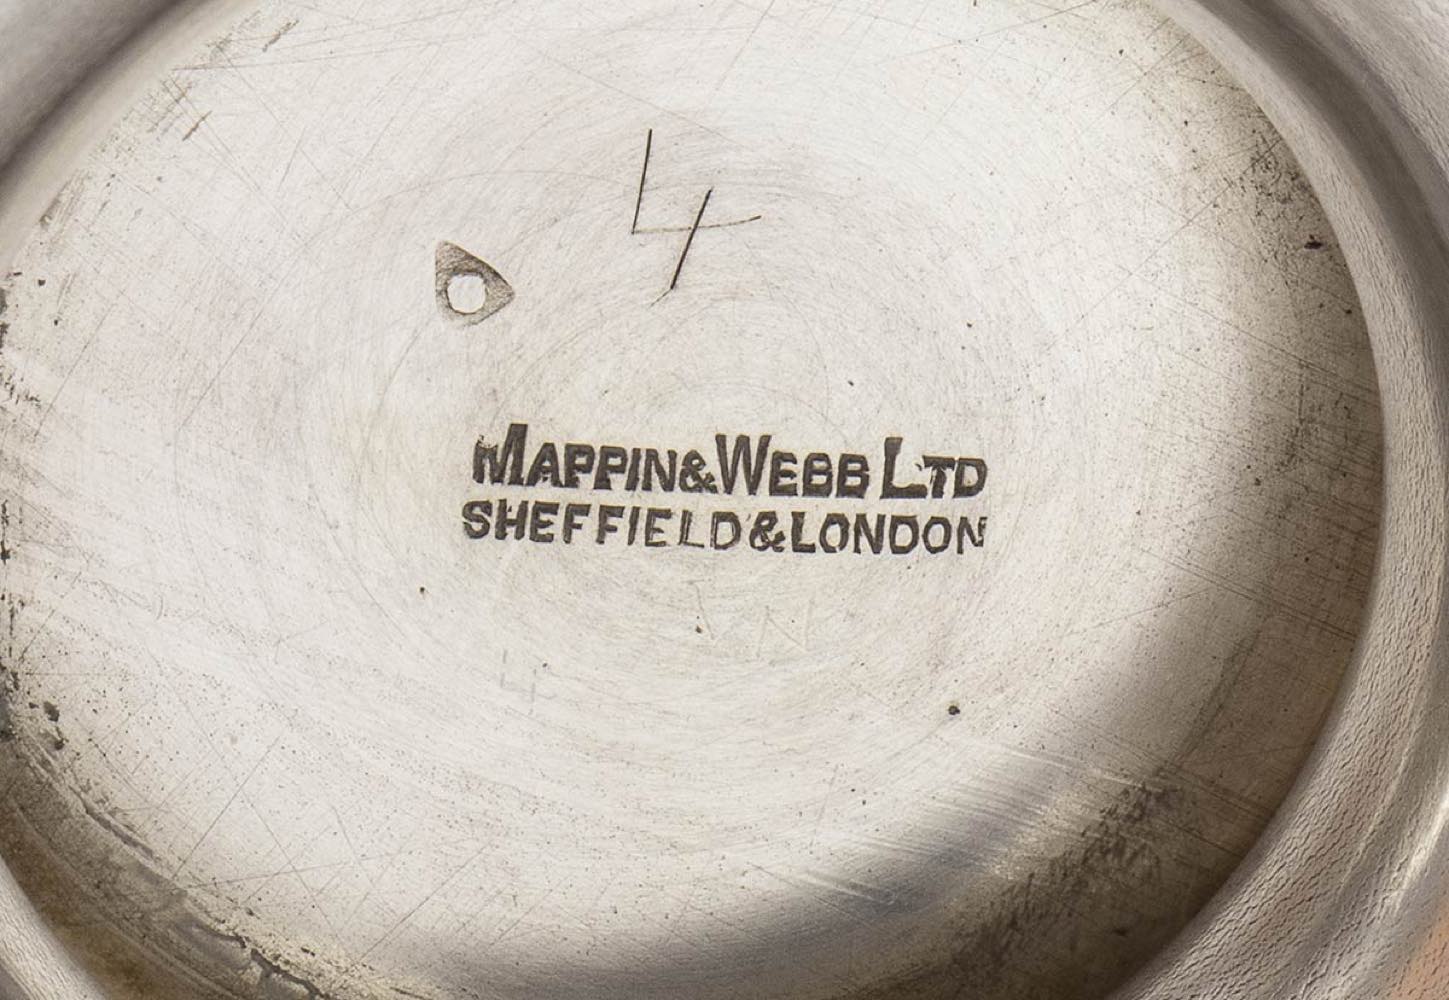 4
MAPPIN & WEBB LTD
SHEFFIELD & LONDON